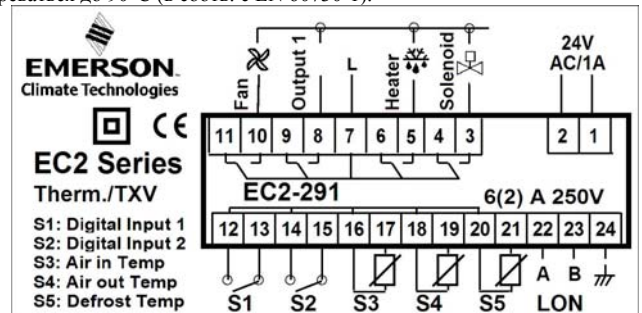 до 90°C
EMERSON.
Climate Technologies
Fan
Output 1
L
Heater
Solenoid
24V
AC/1A
CE
11 10 9 8 7 6 5 4 3 2 1
EC2 Series
Therm./TXV
EC2-291
6(2) A 250V
S1: Digital Input 1
S2: Digital Input 2
S3: Air in Temp
S4: Air out Temp
S5: Defrost Temp
12 13 14 15 16 17 18 19 20 21 22 23 24
A B
S1 S2 S3 S4 S5 LON